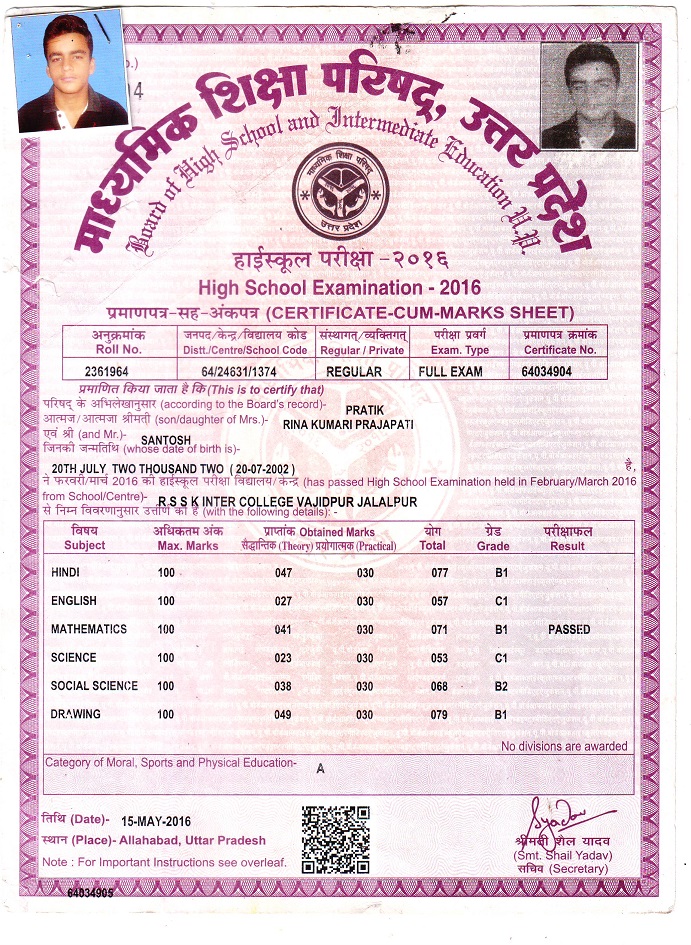 o.)
04
माध्यमिक शिक्षा परिषद्, उत्तर प्रदेश
Board of High School and Intermediate Education U.P.
माध्यमिक शिक्षा परिषद
उत्तर प्रदेश
हाईस्कूल परीक्षा -२०१६
High School Examination - 2016
प्रमाणपत्र-सह-अंकपत्र (CERTIFICATE-CUM-MARKS SHEET)
अनुक्रमांक जनपद/केन्द्र/विद्यालय कोड संस्थागत्/व्यक्तिगत् परीक्षा प्रवर्ग प्रमाणपत्र क्रमांक
Roll No. Distt./Centre/School Code Regular / Private Exam. Type Certificate No.
2361964 64/24631/1374 REGULAR FULL EXAM 64034904
प्रमाणित किया जाता है कि (This is to certify that)
परिषद् के अभिलेखानुसार (according to the Board's record)- PRATIK
आत्मज/आत्मजा श्रीमती (son/daughter of Mrs.)- RINA KUMARI PRAJAPATI
एवं श्री (and Mr.)- SANTOSH
जिनकी जन्मतिथि (whose date of birth is)-
20TH JULY TWO THOUSAND TWO ( 20-07-2002 ) है,
ने फरवरी/मार्च 2016 की हाईस्कूल परीक्षा विद्यालय/केन्द्र (has passed High School Examination held in February/March 2016
from School/Centre)- R S S K INTER COLLEGE VAJIDPUR JALALPUR
से निम्न विवरणानुसार उत्तीर्ण की है (with the following details): -
विषय अधिकतम अंक प्राप्तांक Obtained Marks योग ग्रेड परीक्षाफल
Subject Max. Marks सैद्धान्तिक (Theory) प्रयोगात्मक (Practical) Total Grade Result
HINDI 100 047 030 077 B1
ENGLISH 100 027 030 057 C1
MATHEMATICS 100 041 030 071 B1 PASSED
SCIENCE 100 023 030 053 C1
SOCIAL SCIENCE 100 038 030 068 B2
DRAWING 100 049 030 079 B1
No divisions are awarded
Category of Moral, Sports and Physical Education- A
तिथि (Date)- 15-MAY-2016
स्थान (Place)- Allahabad, Uttar Pradesh
Note : For Important Instructions see overleaf.
Syadav
श्रीमती शैल यादव
(Smt. Shail Yadav)
सचिव (Secretary)
64034905